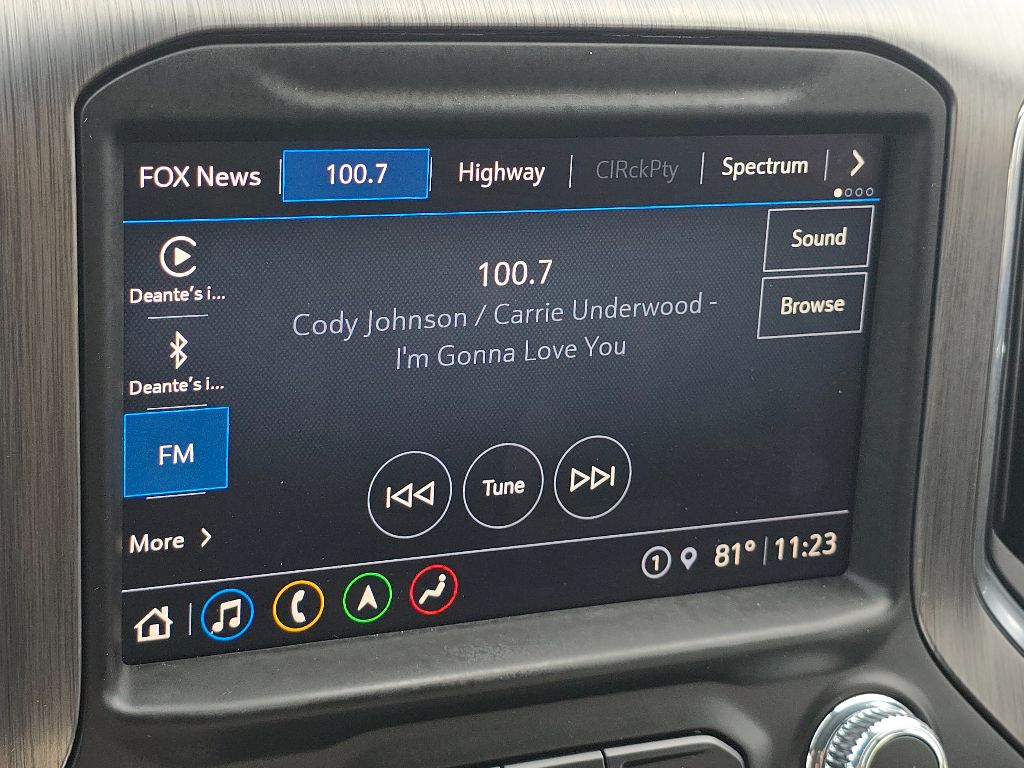 FOX News
100.7
Highway
ClRckPty
Spectrum
Sound
Browse
Deante's i...
Deante's i...
FM
More
100.7
Cody Johnson / Carrie Underwood -
I'm Gonna Love You
Tune
1
81°
11:23